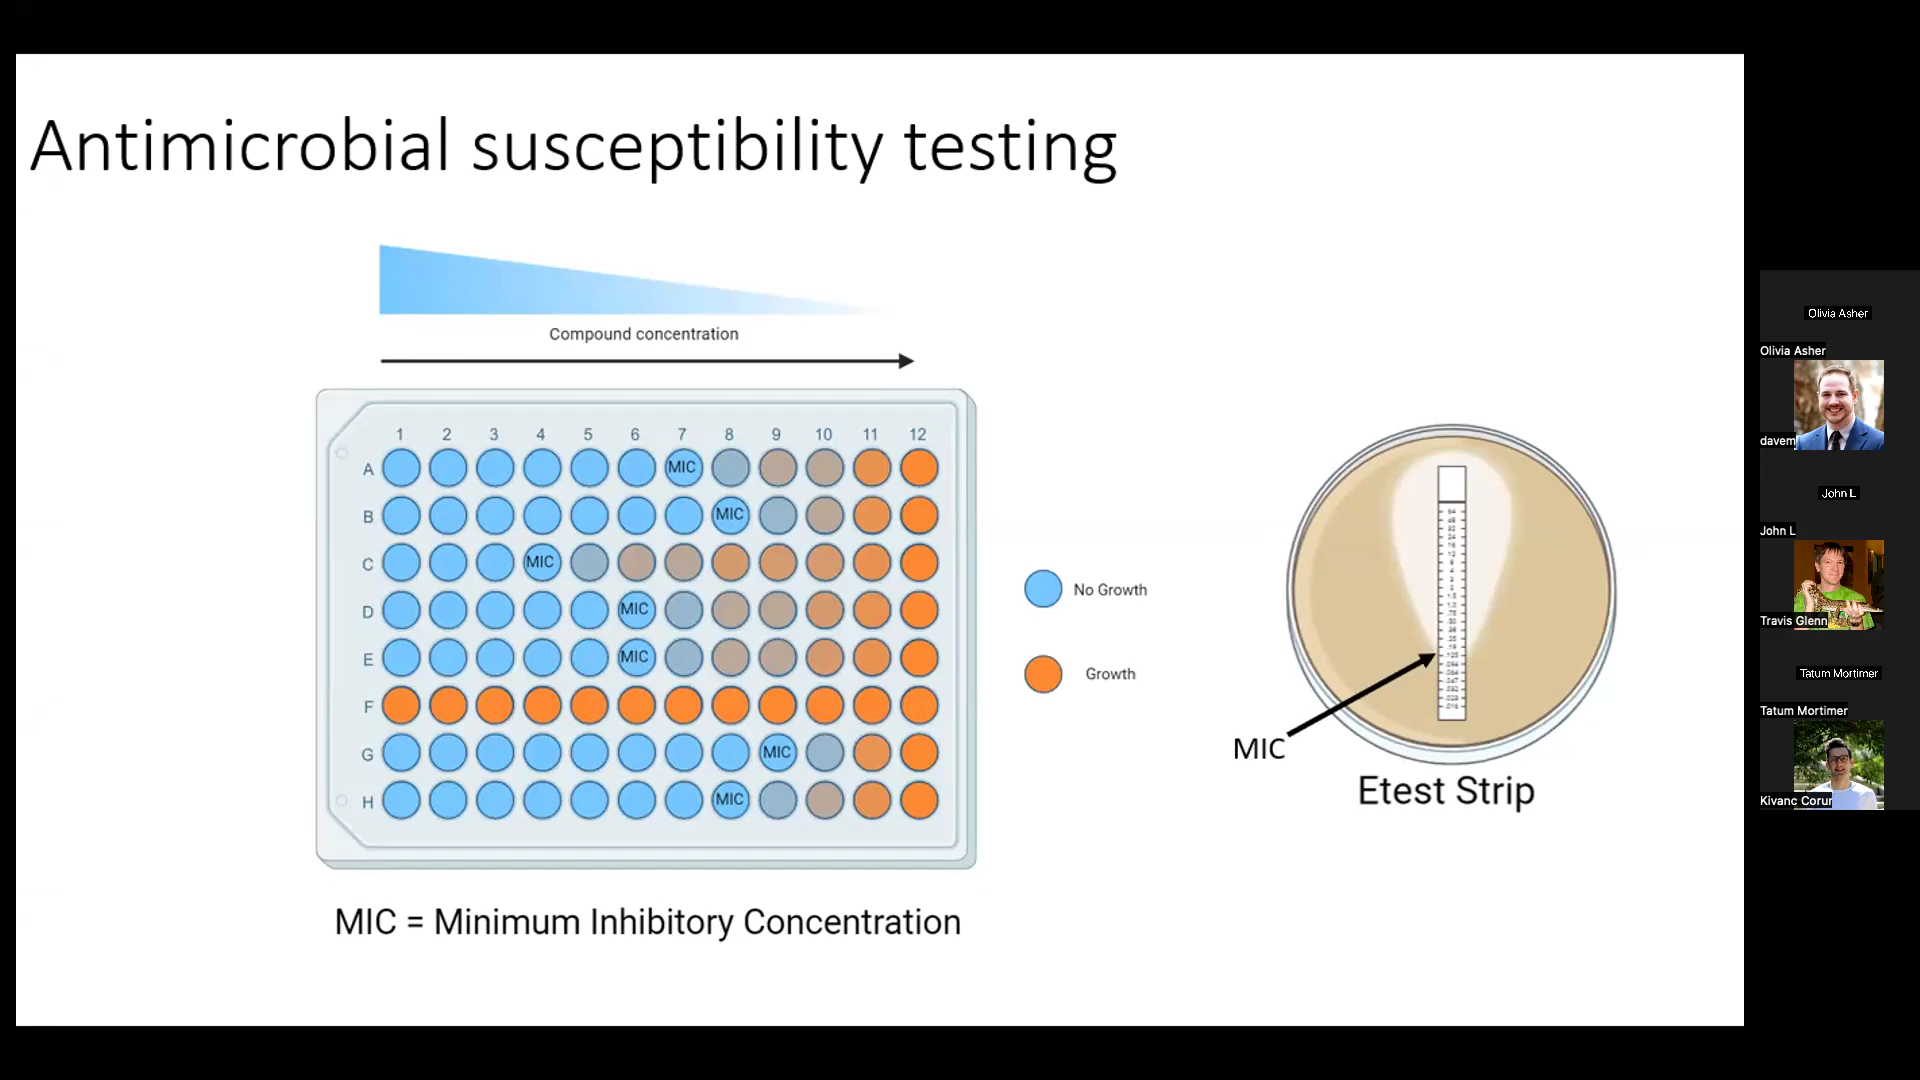 Antimicrobial susceptibility testing
Compound concentration
1 2 3 4 5 6 7 8 9 10 11 12
A MIC
B MIC
C MIC
D MIC
E MIC
F
G MIC
H MIC
No Growth
Growth
MIC
Etest Strip
MIC = Minimum Inhibitory Concentration
Olivia Asher
Olivia Asher
davem
John L
John L
Travis Glenn
Tatum Mortimer
Tatum Mortimer
Kivanc Corur